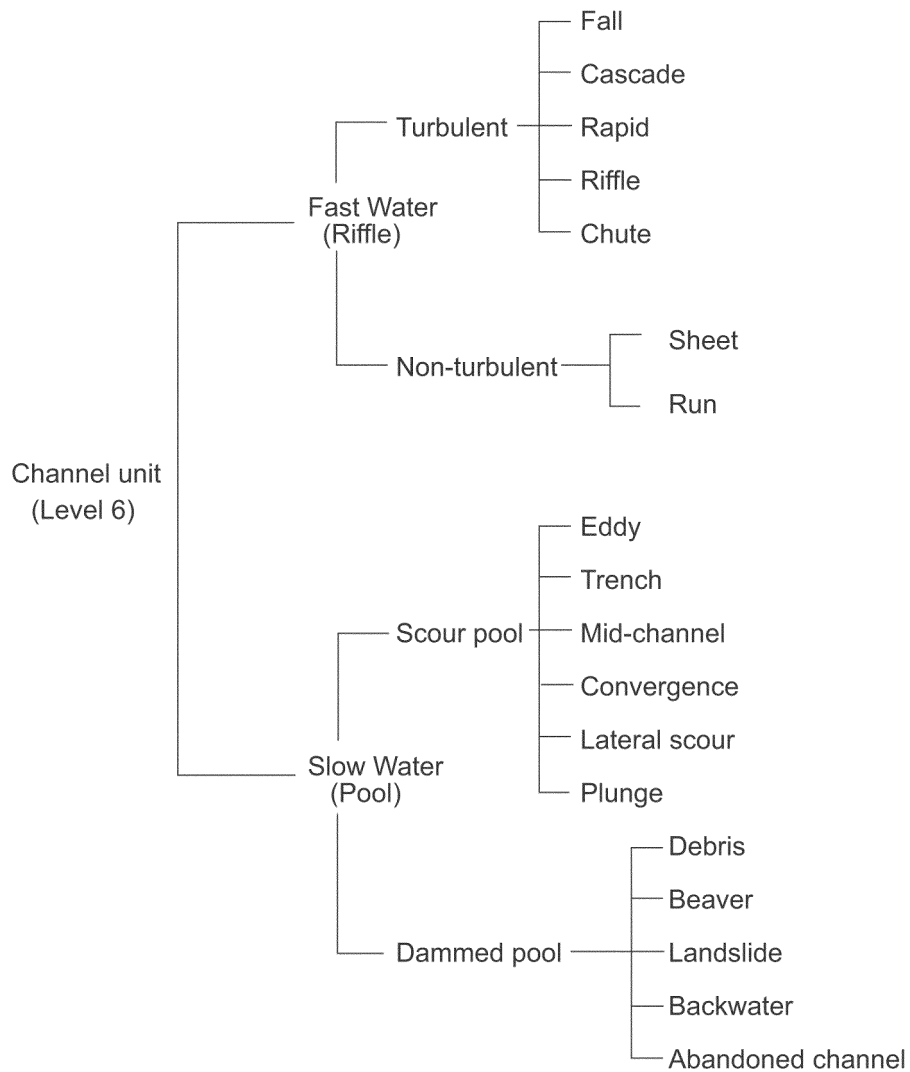 Fall
Cascade
Turbulent
Rapid
Riffle
Fast Water
(Riffle)
Chute
Sheet
Non-turbulent
Run
Channel unit
(Level 6)
Eddy
Trench
Scour pool
Mid-channel
Convergence
Lateral scour
Slow Water
(Pool)
Plunge
Debris
Beaver
Dammed pool
Landslide
Backwater
Abandoned channel